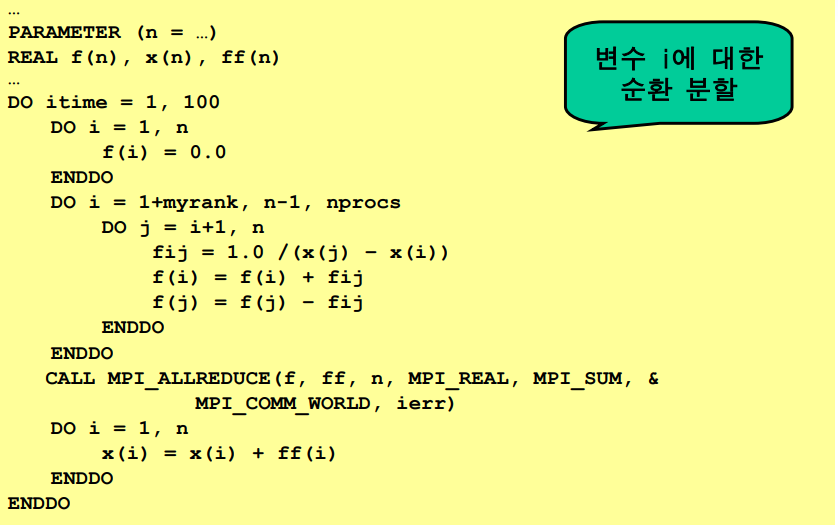 …
PARAMETER (n = …)
REAL f(n), x(n), ff(n)
…
DO itime = 1, 100
    DO i = 1, n
        f(i) = 0.0
    ENDDO
    DO i = 1+myrank, n-1, nprocs
        DO j = i+1, n
            fij = 1.0 /(x(j) – x(i))
            f(i) = f(i) + fij
            f(j) = f(j) – fij
        ENDDO
    ENDDO
    CALL MPI_ALLREDUCE(f, ff, n, MPI_REAL, MPI_SUM, &
                MPI_COMM_WORLD, ierr)
    DO i = 1, n
        x(i) = x(i) + ff(i)
    ENDDO
ENDDO
변수 i에 대한
순환 분할